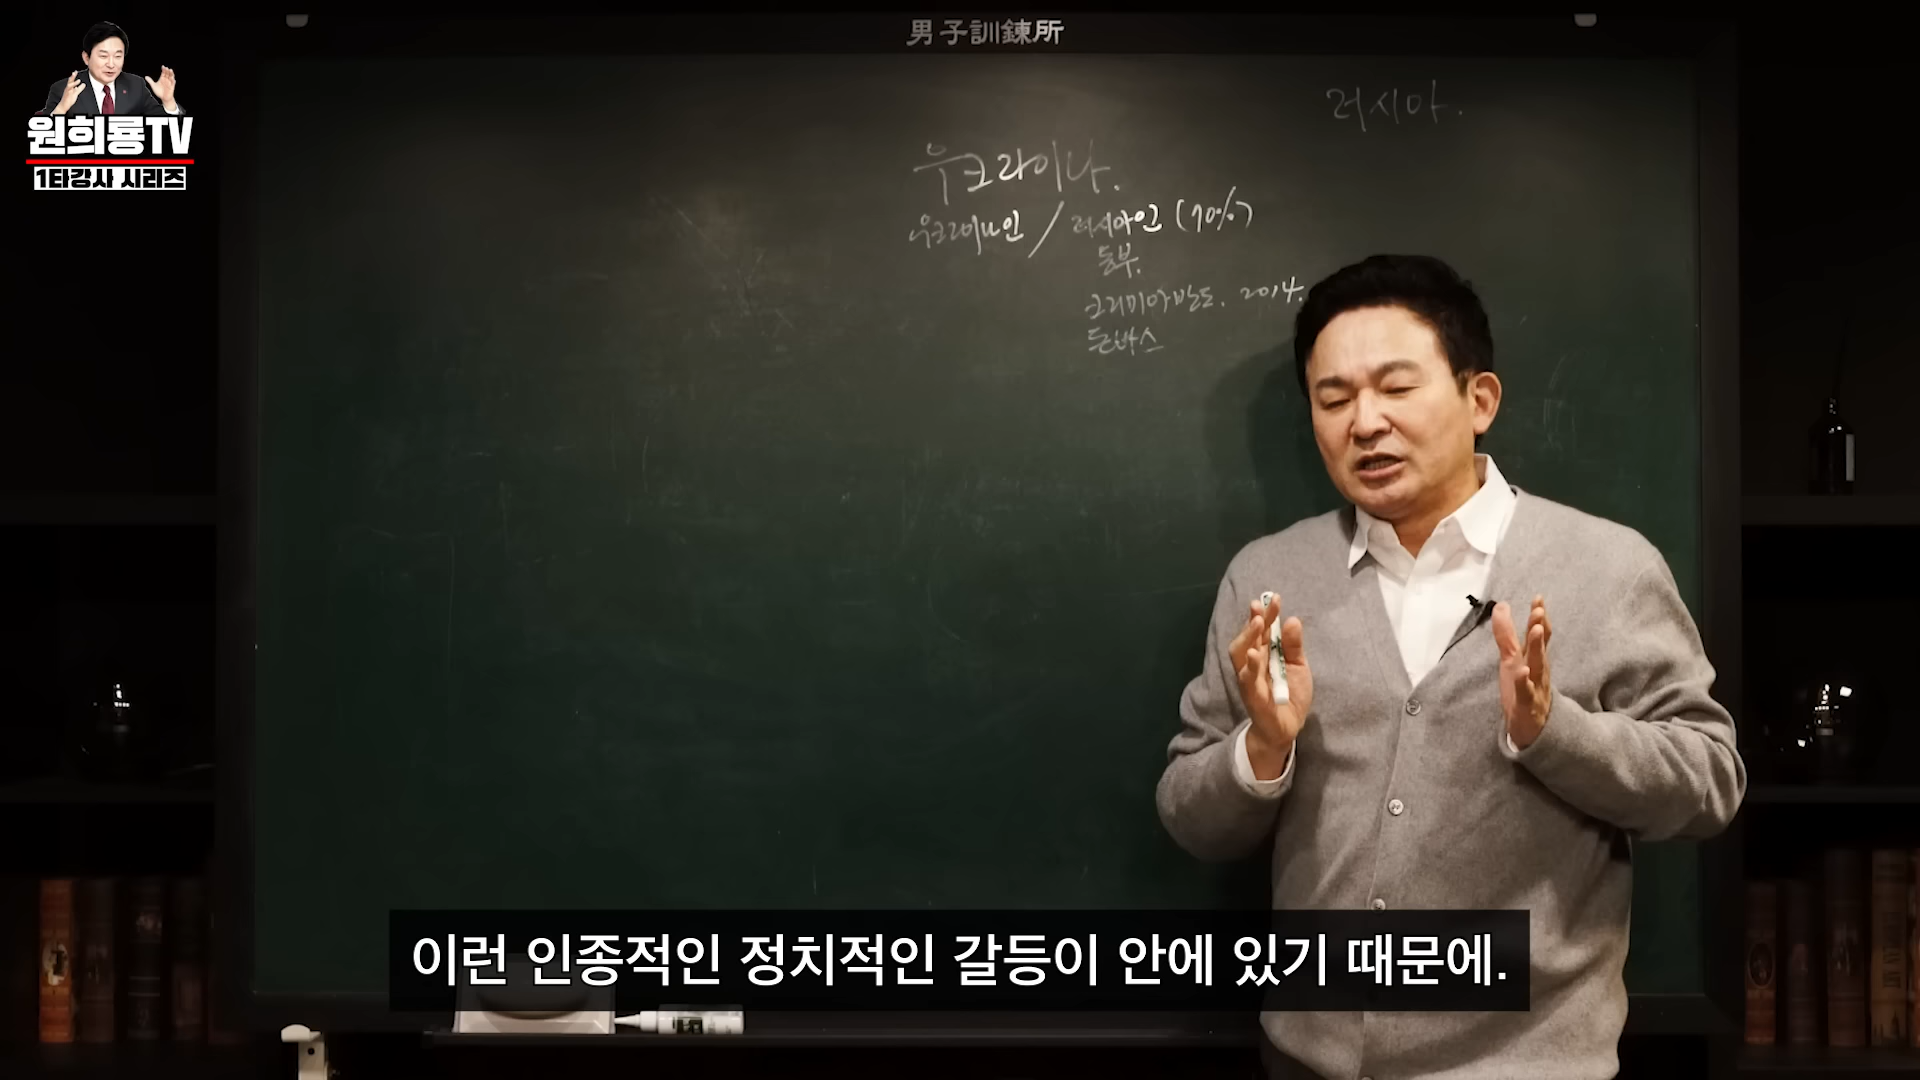 원희룡TV
1타강사 시리즈
男子訓鍊所
러시아.
우크라이나.
우크라이나인 / 러시아인 (70%)
동부.
크리미아반도. 2014.
돈바스
이런 인종적인 정치적인 갈등이 안에 있기 때문에.